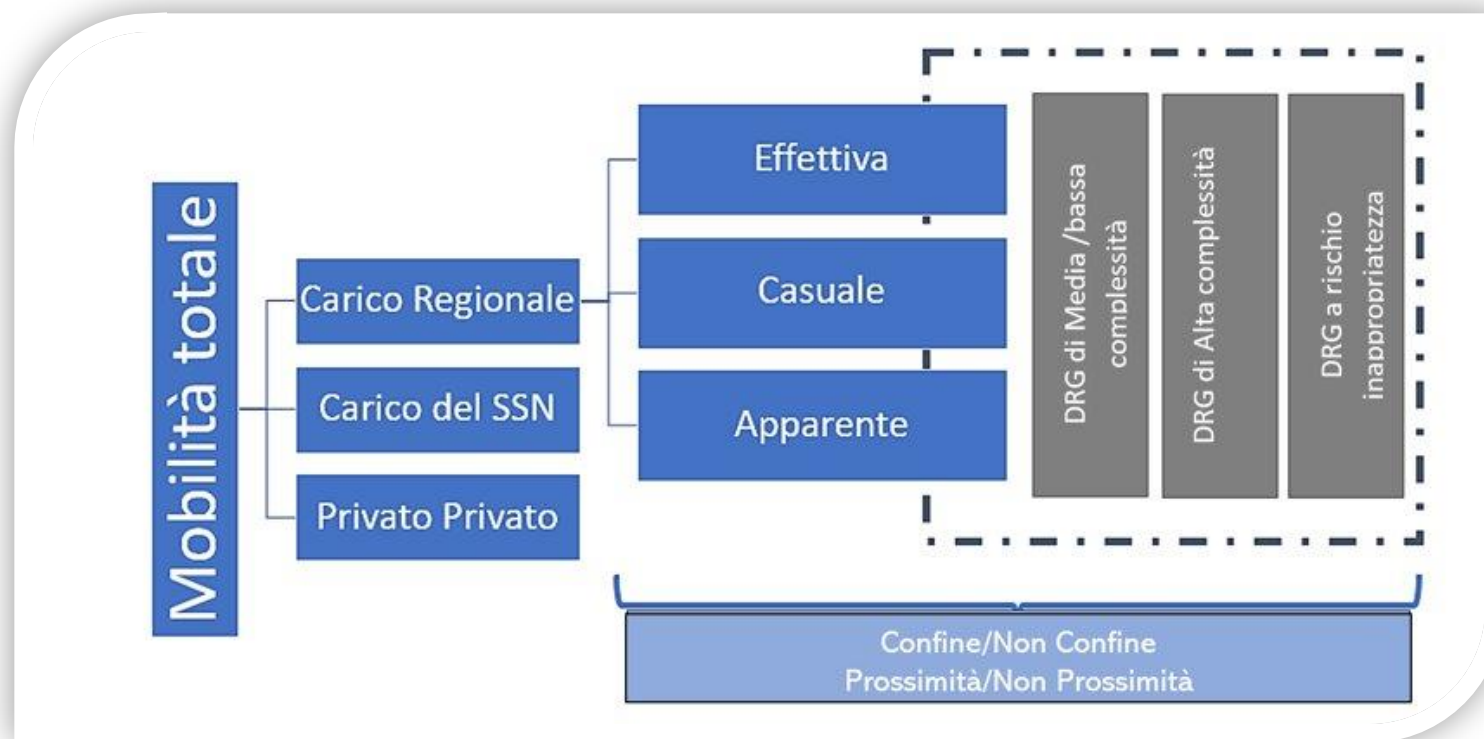 Mobilità totale
Carico Regionale
Carico del SSN
Privato Privato
Effettiva
Casuale
Apparente
DRG di Media /bassa
complessità
DRG di Alta complessità
DRG a rischio
inappropriatezza
Confine/Non Confine
Prossimità/Non Prossimità